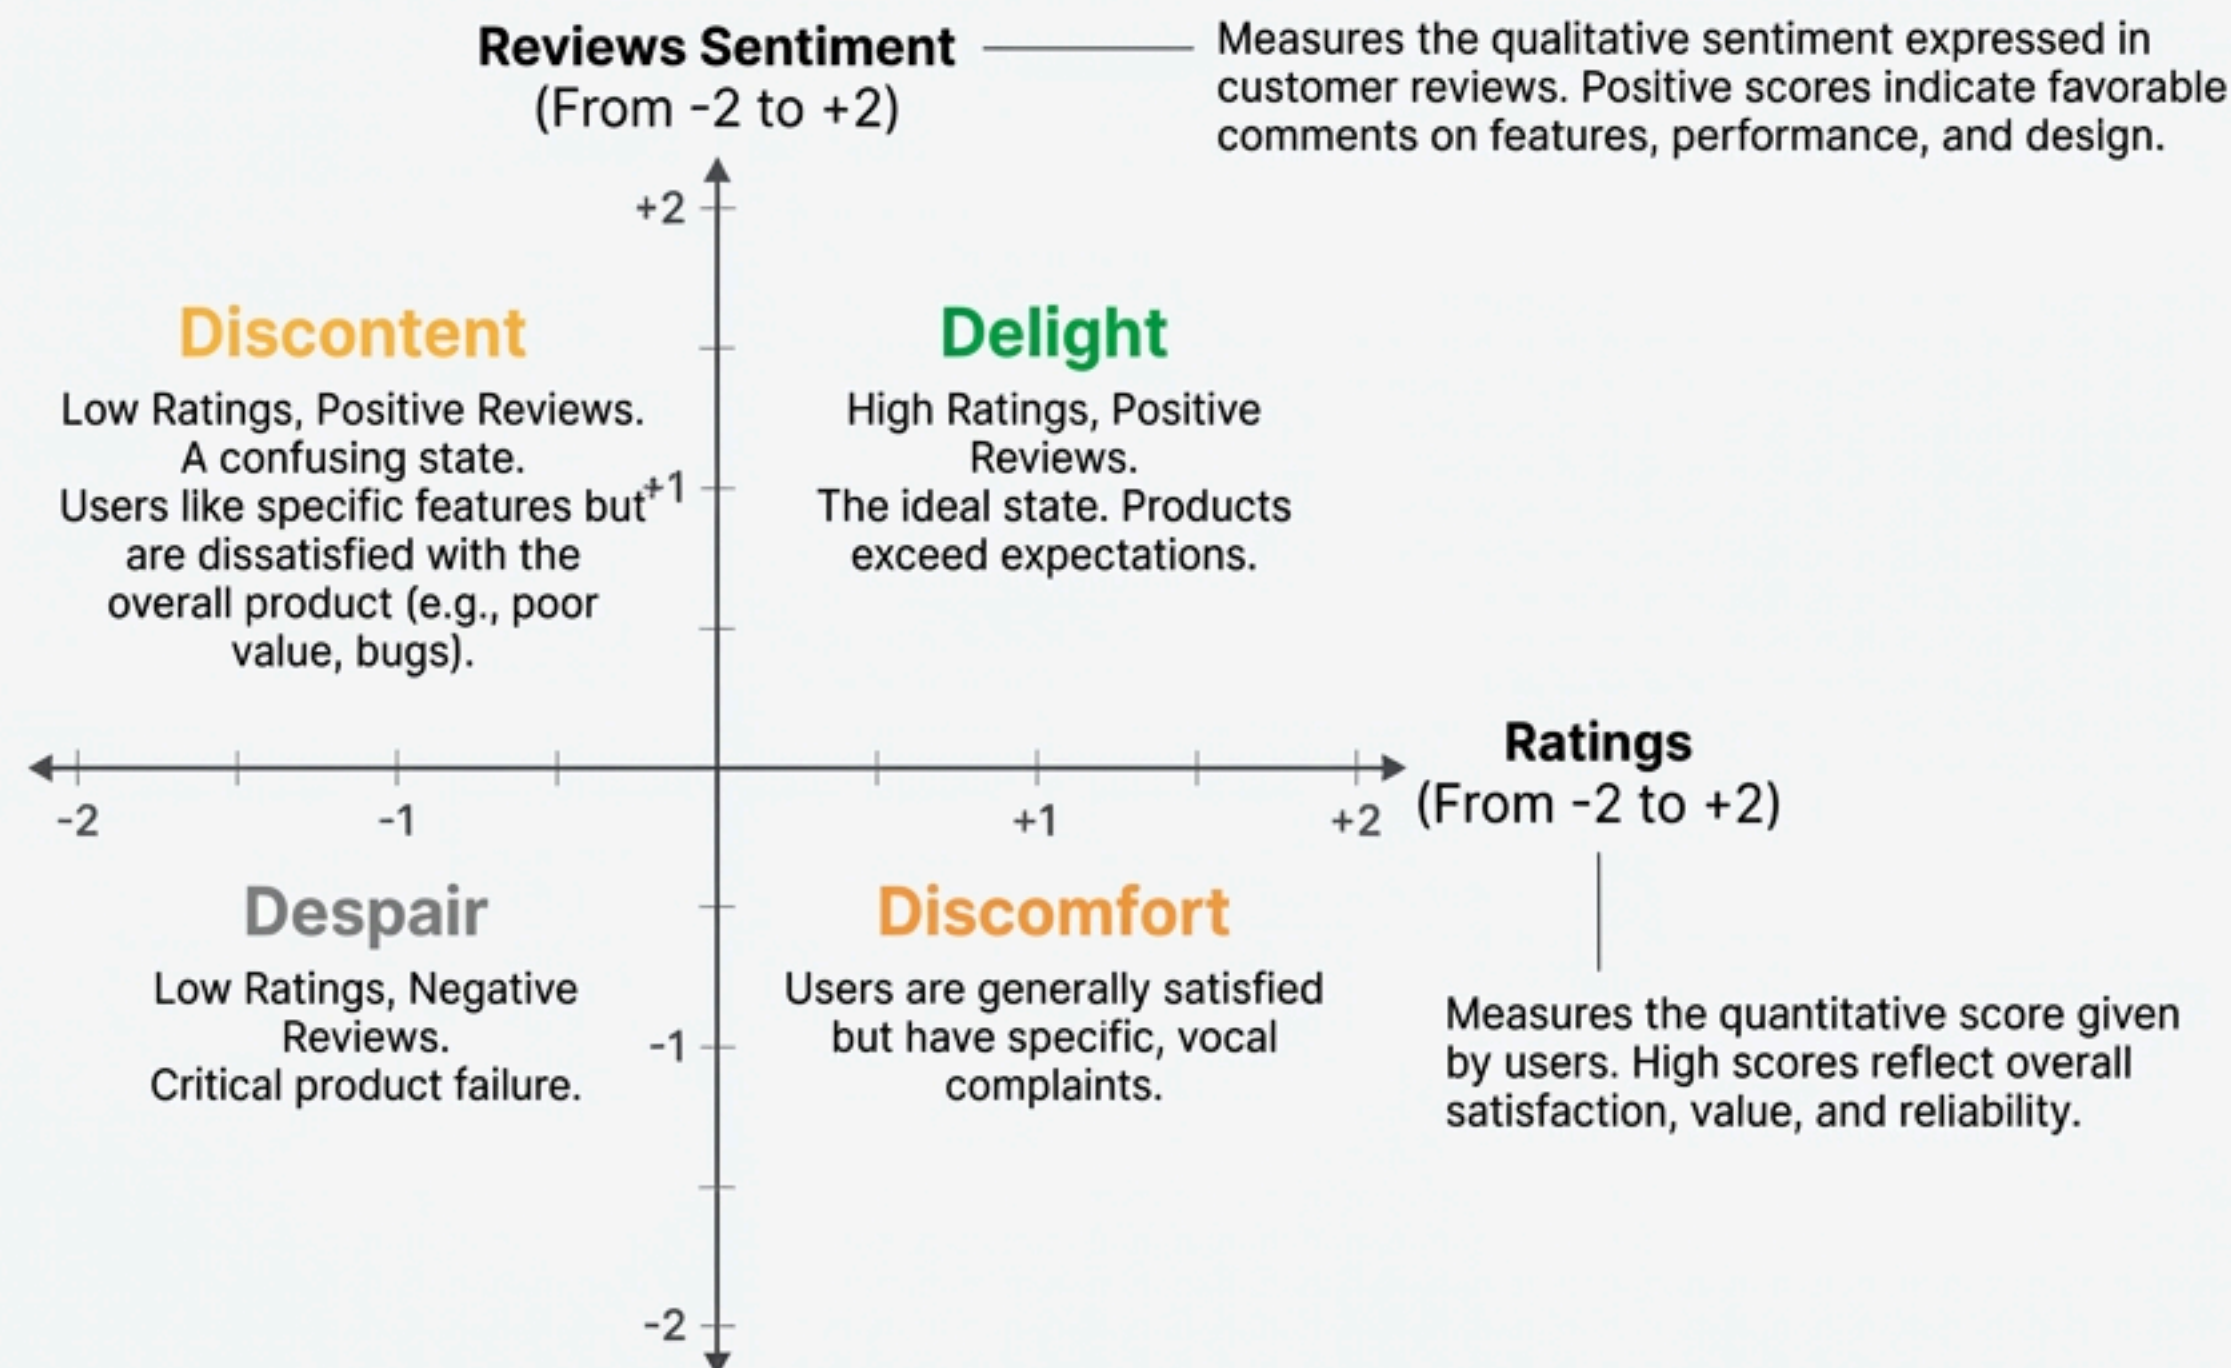 Reviews Sentiment
(From -2 to +2)
Measures the qualitative sentiment expressed in
customer reviews. Positive scores indicate favorable
comments on features, performance, and design.
+2
Discontent
Low Ratings, Positive Reviews.
A confusing state.
Users like specific features but
are dissatisfied with the
overall product (e.g., poor
value, bugs).
+1
Delight
High Ratings, Positive
Reviews.
The ideal state. Products
exceed expectations.
-2
-1
+1
+2
Ratings
(From -2 to +2)
Measures the quantitative score given
by users. High scores reflect overall
satisfaction, value, and reliability.
Despair
Low Ratings, Negative
Reviews.
Critical product failure.
-1
Discomfort
Users are generally satisfied
but have specific, vocal
complaints.
-2